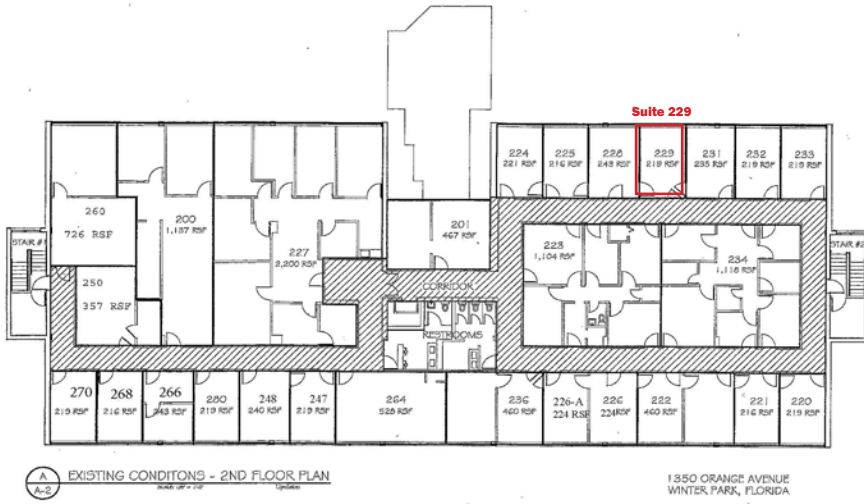 Suite 229
224
221 RSF
225
216 RSF
228
243 RSF
229
219 RSF
231
235 RSF
232
219 RSF
233
219 RSF
260
726 RSF
200
1,137 RSF
201
467 RSF
227
2,200 RSF
223
1,104 RSF
234
1,118 RSF
STAIR #1
STAIR #2
250
357 RSF
CORRIDOR
RESTROOMS
270
219 RSF
268
216 RSF
266
243 RSF
280
219 RSF
248
240 RSF
247
219 RSF
264
528 RSF
236
460 RSF
226-A
224 RSF
226
224RSF
222
460 RSF
221
216 RSF
220
219 RSF
A
A-2
EXISTING CONDITONS - 2ND FLOOR PLAN
1350 ORANGE AVENUE
WINTER PARK, FLORIDA